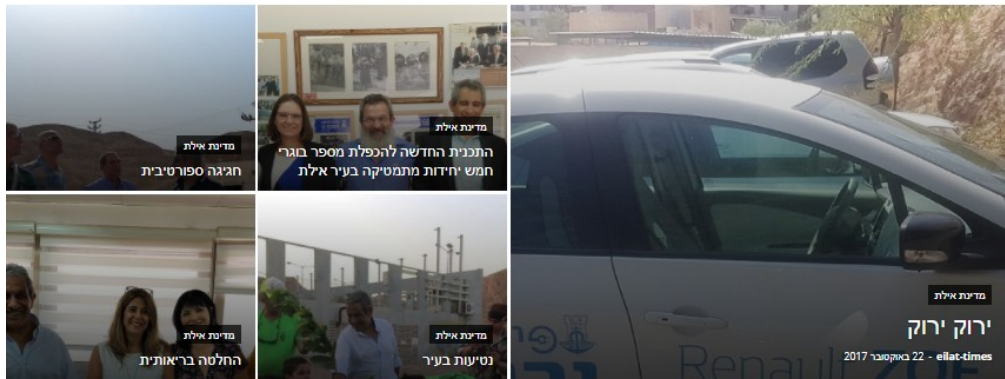 מדינת אילת
ירוק ירוק
eilat-times - 22 באוקטובר 2017
Renault ZOE
מדינת אילת
התכנית החדשה להכפלת מספר בוגרי
חמש יחידות מתמטיקה בעיר אילת
מדינת אילת
חגיגה ספורטיבית
מדינת אילת
נטיעות בעיר
מדינת אילת
החלטה בריאותית